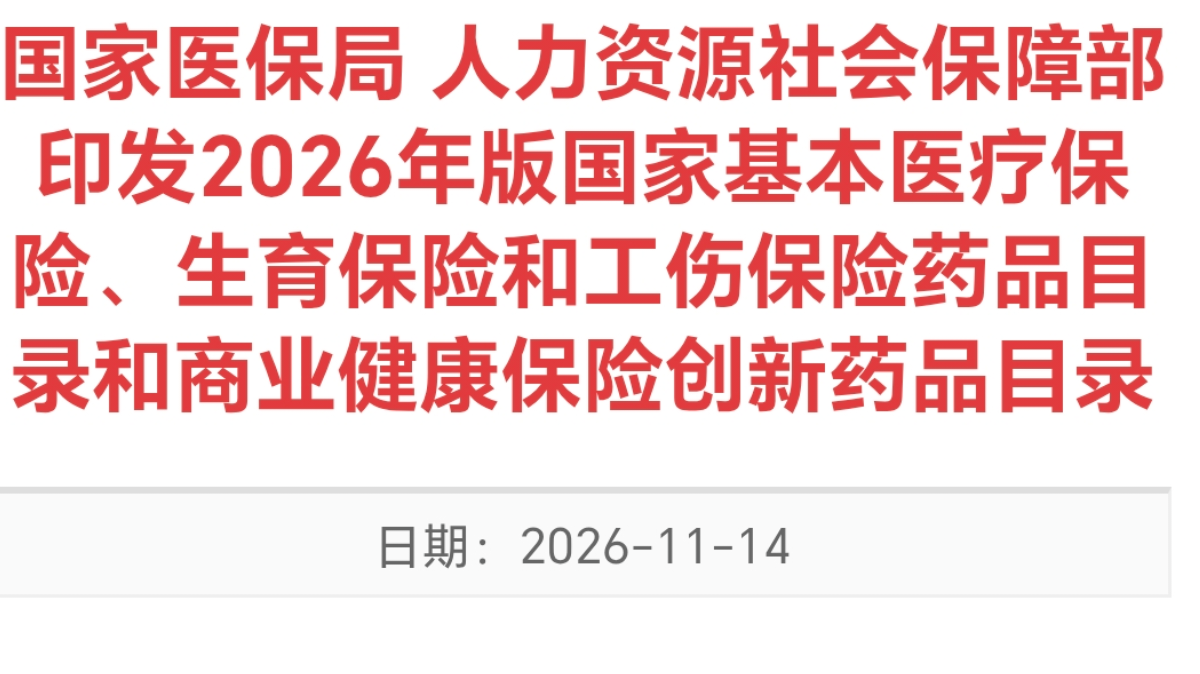 国家医保局 人力资源社会保障部
印发2026年版国家基本医疗保
险、生育保险和工伤保险药品目
录和商业健康保险创新药品目录
日期：2026-11-14